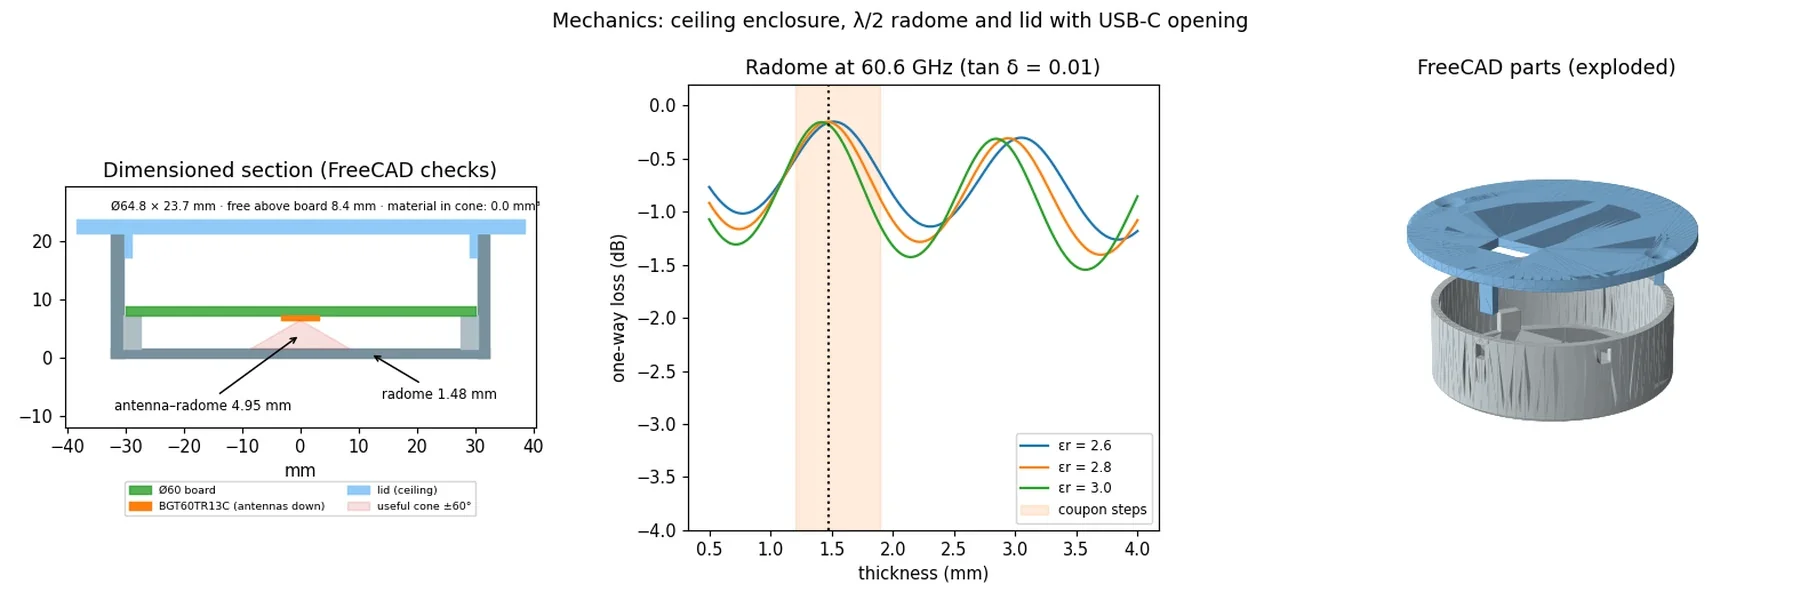 Mechanics: ceiling enclosure, λ/2 radome and lid with USB-C opening
Dimensioned section (FreeCAD checks)
Ø64.8 × 23.7 mm · free above board 8.4 mm · material in cone: 0.0 mm³
20
10
0
−10
antenna–radome 4.95 mm
radome 1.48 mm
−40
−30
−20
−10
0
10
20
30
40
mm
Ø60 board
BGT60TR13C (antennas down)
lid (ceiling)
useful cone ±60°
Radome at 60.6 GHz (tan δ = 0.01)
one-way loss (dB)
0.0
−0.5
−1.0
−1.5
−2.0
−2.5
−3.0
−3.5
−4.0
εr = 2.6
εr = 2.8
εr = 3.0
coupon steps
0.5
1.0
1.5
2.0
2.5
3.0
3.5
4.0
thickness (mm)
FreeCAD parts (exploded)